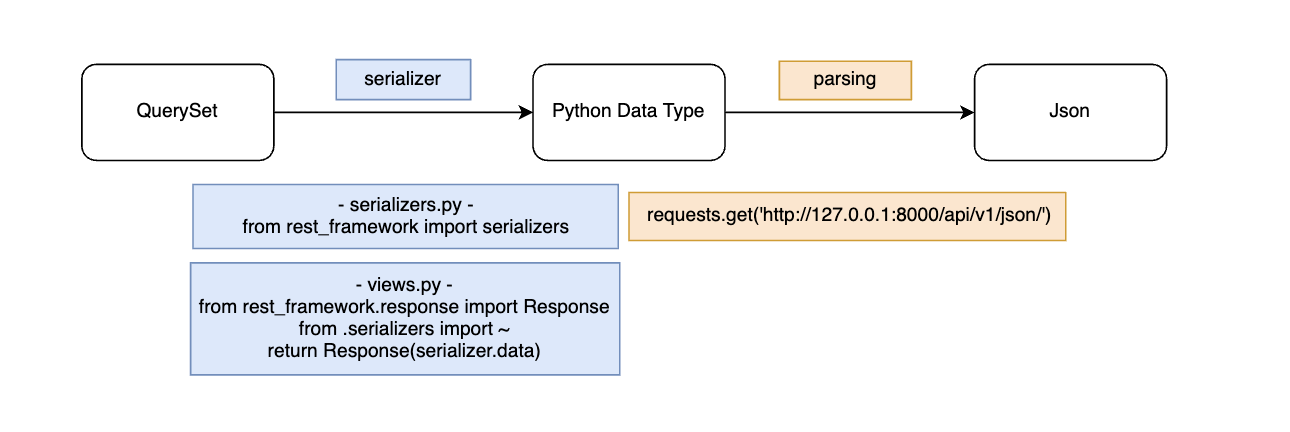 serializer
parsing
QuerySet
Python Data Type
Json
- serializers.py -
from rest_framework import serializers
requests.get('http://127.0.0.1:8000/api/v1/json/')
- views.py -
from rest_framework.response import Response
from .serializers import ~
return Response(serializer.data)